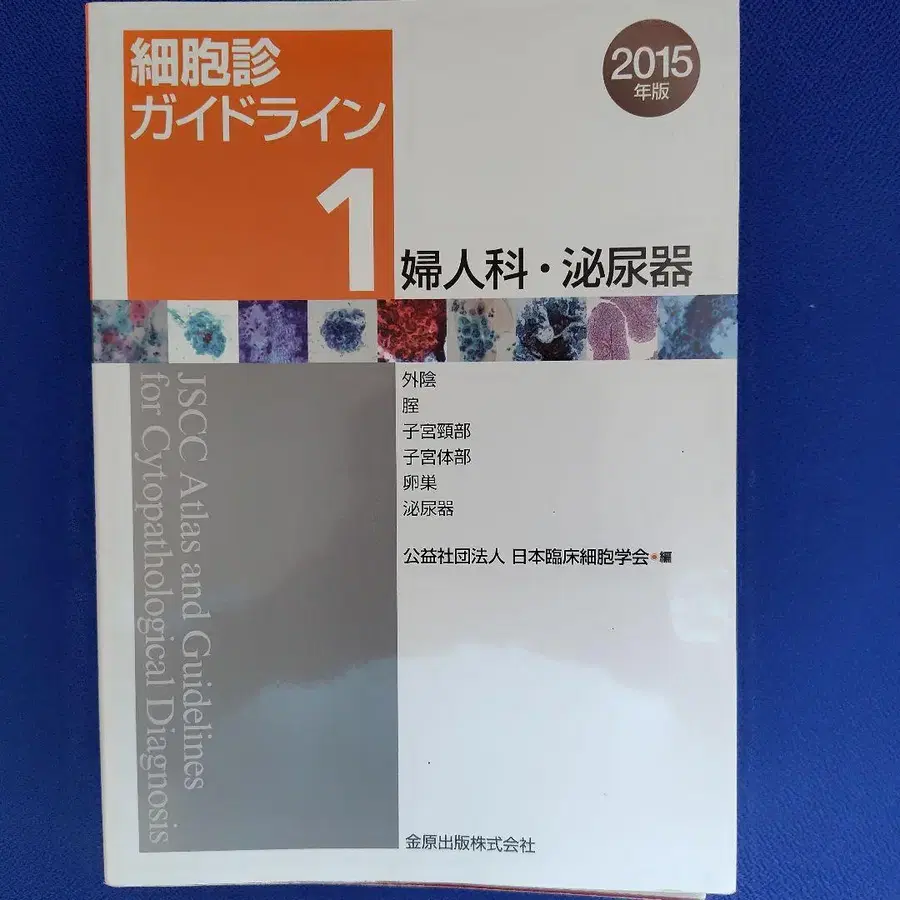 細胞診
ガイドライン
1
2015
年版
婦人科・泌尿器
外陰
腟
子宮頸部
子宮体部
卵巣
泌尿器
公益社団法人 日本臨床細胞学会・編
JSCC Atlas and Guidelines
for Cytopathological Diagnosis
金原出版株式会社